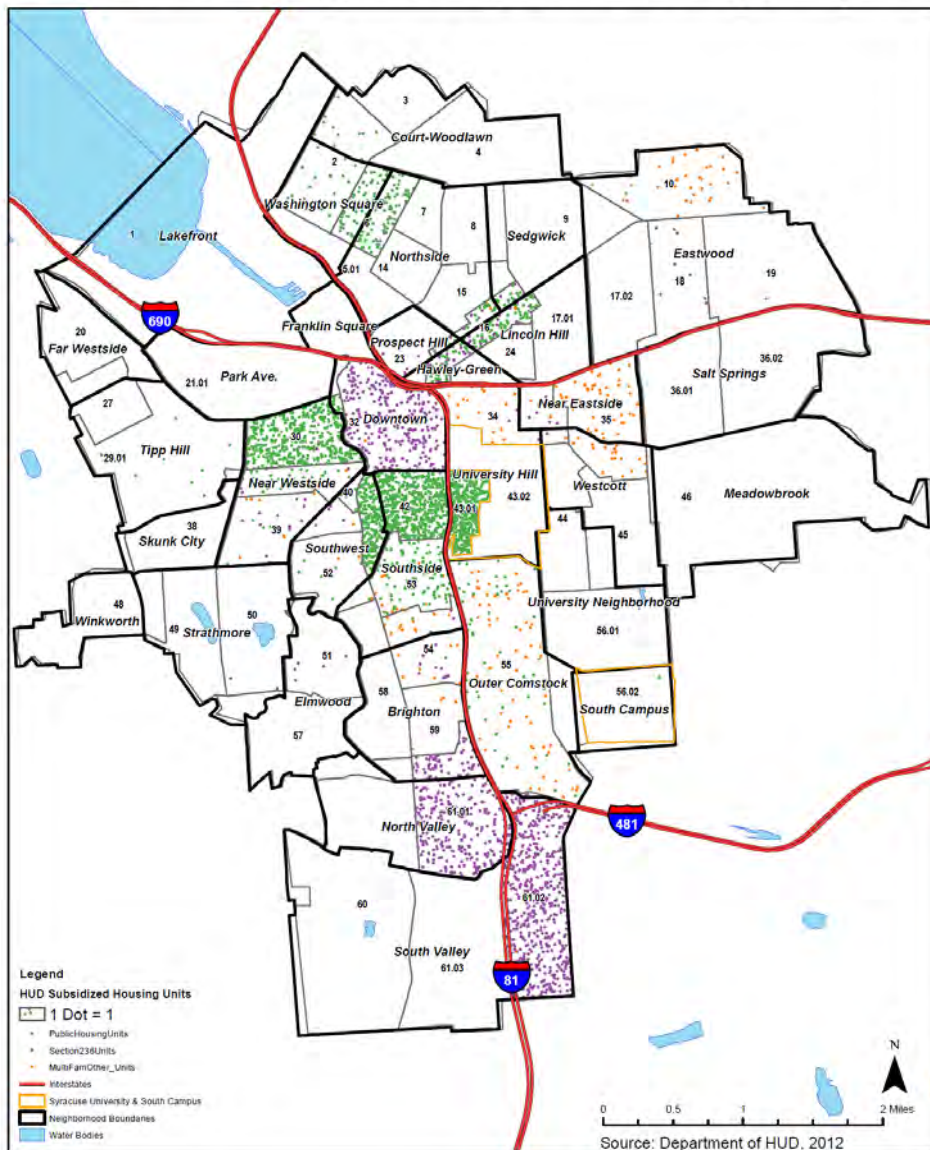 3
Court-Woodlawn
4
2
10
Washington Square
7
8
9
Sedgwick
1
Lakefront
Northside
Eastwood
14
5.01
18
19
15
17.02
17.01
16
Franklin Square
Lincoln Hill
690
20
Far Westside
Prospect Hill
23
24
Hawley-Green
36.02
Salt Springs
36.01
Park Ave.
21.01
27
Near Eastside
34
35
32
Downtown
30
29.01
Tipp Hill
University Hill
Near Westside
40
42
43.01
43.02
Westcott
46
Meadowbrook
38
Skunk City
39
44
45
Southwest
52
Southside
53
48
Winkworth
49
50
Strathmore
University Neighborhood
56.01
54
51
55
Outer Comstock
56.02
South Campus
58
Elmwood
Brighton
59
57
61.01
North Valley
481
61.02
60
South Valley
61.03
81
Legend
HUD Subsidized Housing Units
1 Dot = 1
PublicHousingUnits
Section236Units
MultiFamOther_Units
Interstates
Syracuse University & South Campus
Neighborhood Boundaries
Water Bodies
N
0 0.5 1 2 Miles
Source: Department of HUD, 2012